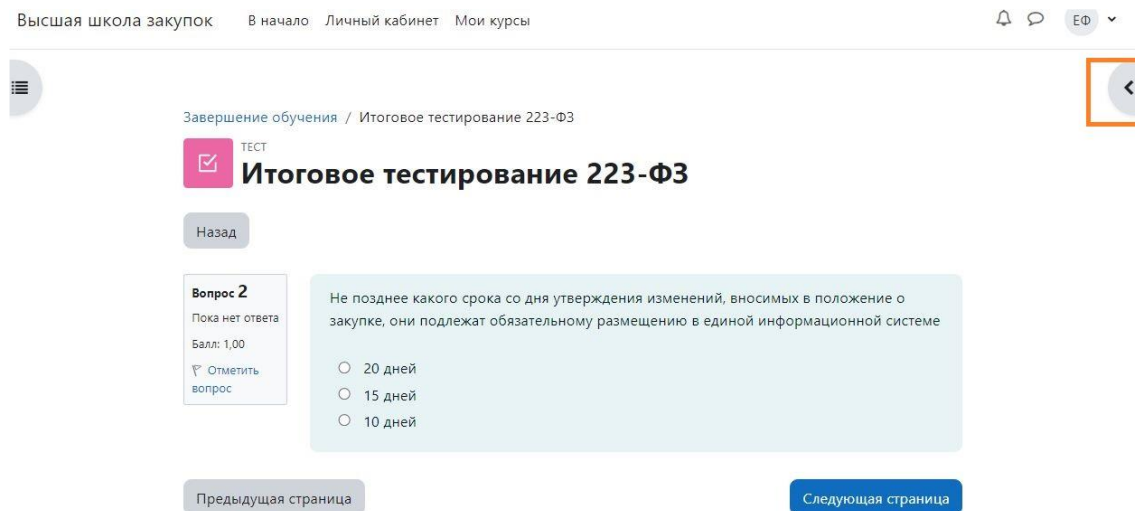 Высшая школа закупок В начало Личный кабинет Мои курсы ЕФ
Завершение обучения / Итоговое тестирование 223-ФЗ
ТЕСТ
Итоговое тестирование 223-ФЗ
Назад
Вопрос 2
Пока нет ответа
Балл: 1,00
Отметить
вопрос
Не позднее какого срока со дня утверждения изменений, вносимых в положение о
закупке, они подлежат обязательному размещению в единой информационной системе
20 дней
15 дней
10 дней
Предыдущая страница Следующая страница